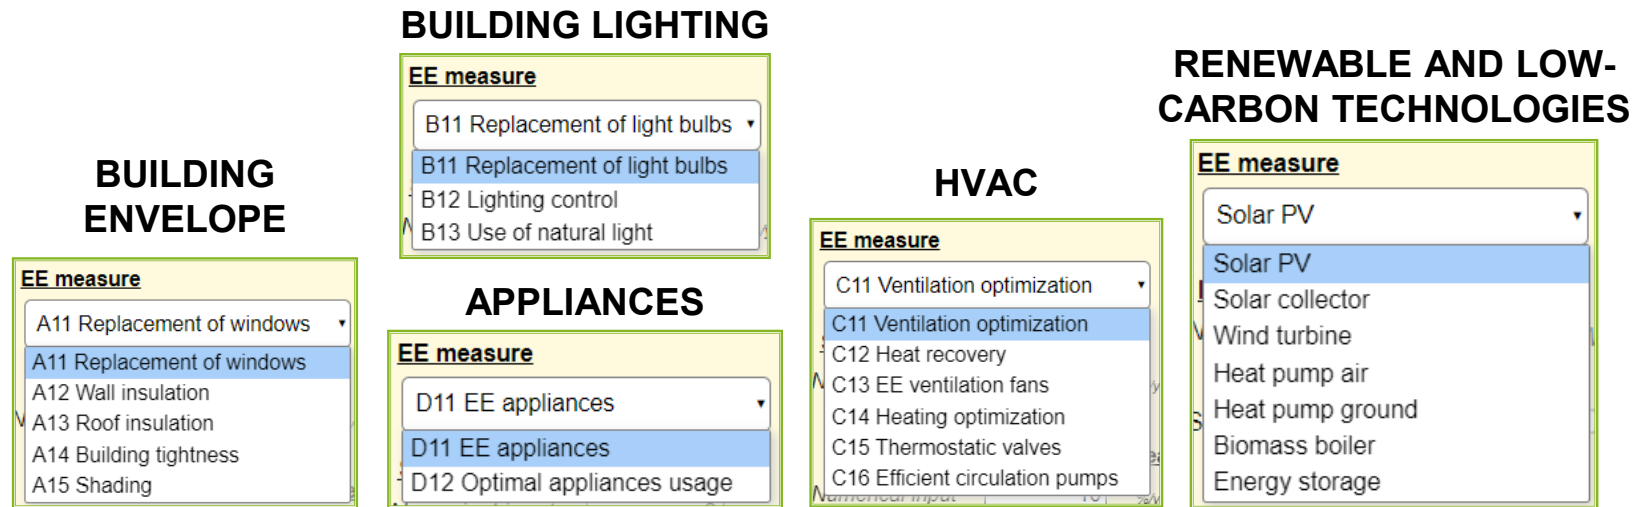 BUILDING
ENVELOPE
EE measure
A11 Replacement of windows
A11 Replacement of windows
A12 Wall insulation
A13 Roof insulation
A14 Building tightness
A15 Shading
BUILDING LIGHTING
EE measure
B11 Replacement of light bulbs
B11 Replacement of light bulbs
B12 Lighting control
B13 Use of natural light
APPLIANCES
EE measure
D11 EE appliances
D11 EE appliances
D12 Optimal appliances usage
HVAC
EE measure
C11 Ventilation optimization
C11 Ventilation optimization
C12 Heat recovery
C13 EE ventilation fans
C14 Heating optimization
C15 Thermostatic valves
C16 Efficient circulation pumps
RENEWABLE AND LOW-
CARBON TECHNOLOGIES
EE measure
Solar PV
Solar PV
Solar collector
Wind turbine
Heat pump air
Heat pump ground
Biomass boiler
Energy storage